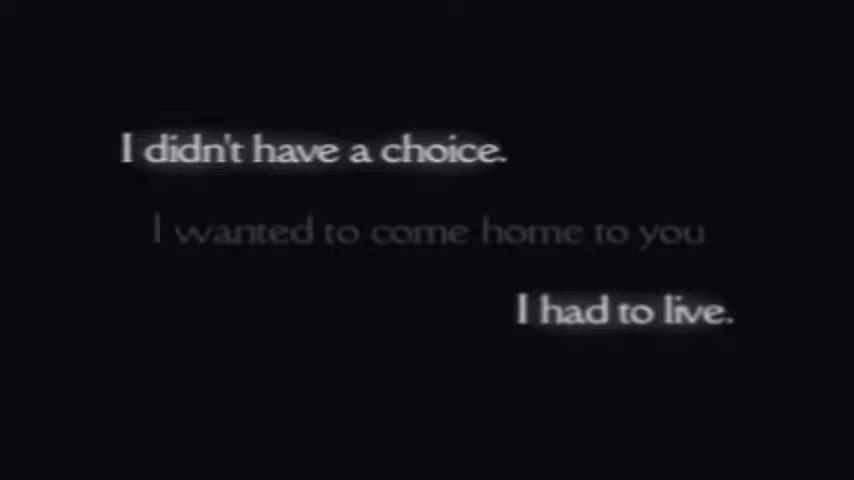 I didn't have a choice.
I wanted to come home to you
I had to live.